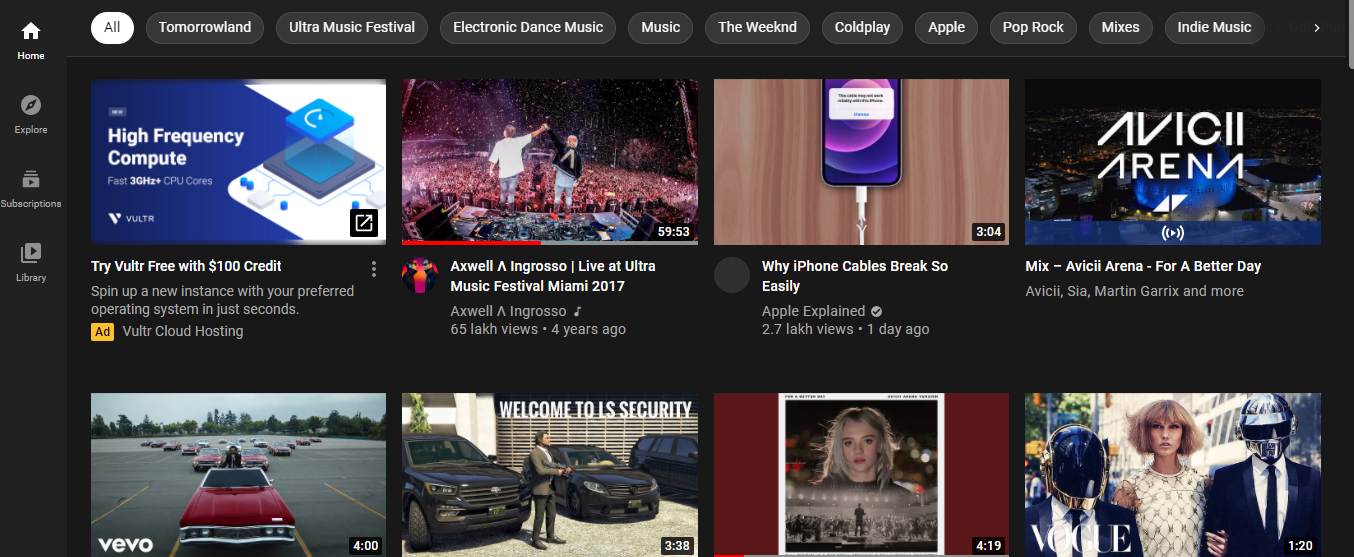 All
Tomorrowland
Ultra Music Festival
Electronic Dance Music
Music
The Weeknd
Coldplay
Apple
Pop Rock
Mixes
Indie Music
Home
Explore
Subscriptions
Library
NEW
High Frequency
Compute
Fast 3GHz+ CPU Cores
VULTR
59:53
This cable may not work
reliably with this iPhone.
Dismiss
3:04
AVICII
ARENA
Try Vultr Free with $100 Credit
Spin up a new instance with your preferred
operating system in just seconds.
Ad Vultr Cloud Hosting
Axwell Λ Ingrosso | Live at Ultra
Music Festival Miami 2017
Axwell Λ Ingrosso
65 lakh views • 4 years ago
Why iPhone Cables Break So
Easily
Apple Explained
2.7 lakh views • 1 day ago
Mix – Avicii Arena - For A Better Day
Avicii, Sia, Martin Garrix and more
vevo
4:00
WELCOME TO LS SECURITY
3:38
FOR A BETTER DAY
AVICII ARENA VERSION
4:19
VOGUE
1:20